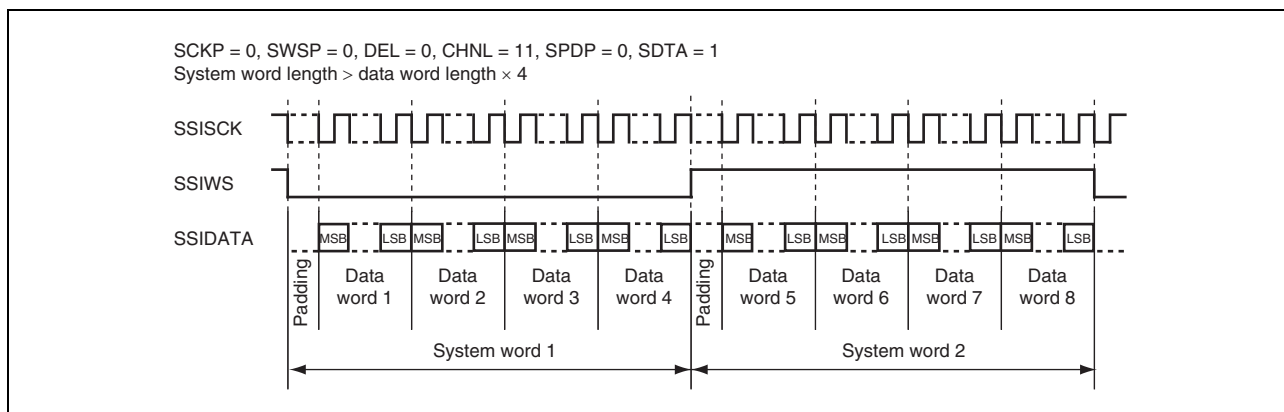 SCKP = 0, SWSP = 0, DEL = 0, CHNL = 11, SPDP = 0, SDTA = 1
System word length > data word length × 4
SSISCK
SSIWS
SSIDATA
MSB LSB MSB LSB MSB LSB MSB LSB MSB LSB MSB LSB MSB LSB MSB LSB
Padding Data word 1 Data word 2 Data word 3 Data word 4 Padding Data word 5 Data word 6 Data word 7 Data word 8
System word 1 System word 2